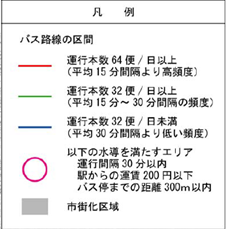 凡 例
バス路線の区間
運行本数 64 便 / 日以上
(平均 15 分間隔より高頻度)
運行本数 32 便 / 日以上
(平均 15 分～ 30 分間隔の頻度)
運行本数 32 便 / 日未満
(平均 30 分間隔より低い頻度)
以下の水準を満たすエリア
運行間隔 30 分以内
駅からの運賃 200 円以下
バス停までの距離 300m以内
市街化区域